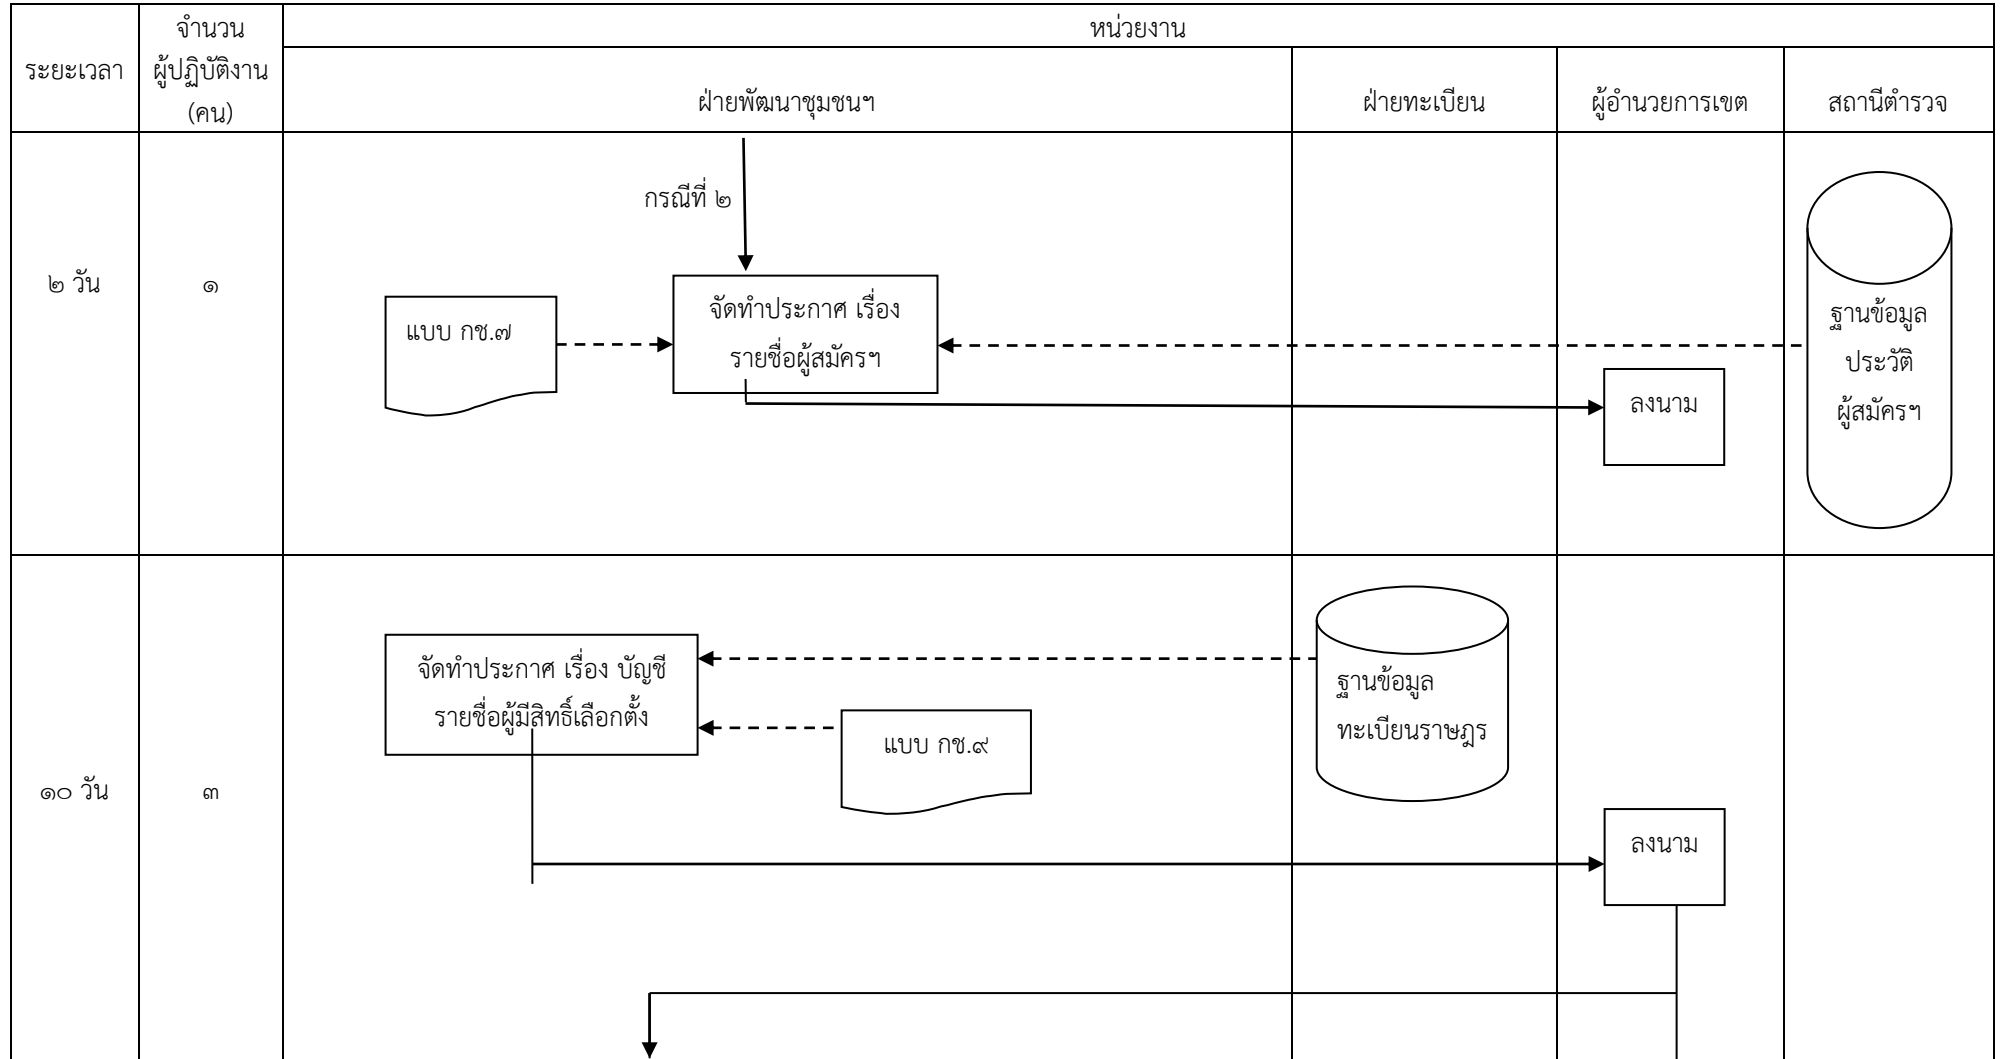 ระยะเวลา
จำนวน
ผู้ปฏิบัติงาน
(คน)
หน่วยงาน
ฝ่ายพัฒนาชุมชนฯ
ฝ่ายทะเบียน
ผู้อำนวยการเขต
สถานีตำรวจ
๒ วัน
๑
กรณีที่ ๒
แบบ กช.๗
จัดทำประกาศ เรื่อง
รายชื่อผู้สมัครฯ
ลงนาม
ฐานข้อมูล
ประวัติ
ผู้สมัครฯ
๑๐ วัน
๓
จัดทำประกาศ เรื่อง บัญชี
รายชื่อผู้มีสิทธิ์เลือกตั้ง
แบบ กช.๙
ฐานข้อมูล
ทะเบียนราษฎร
ลงนาม